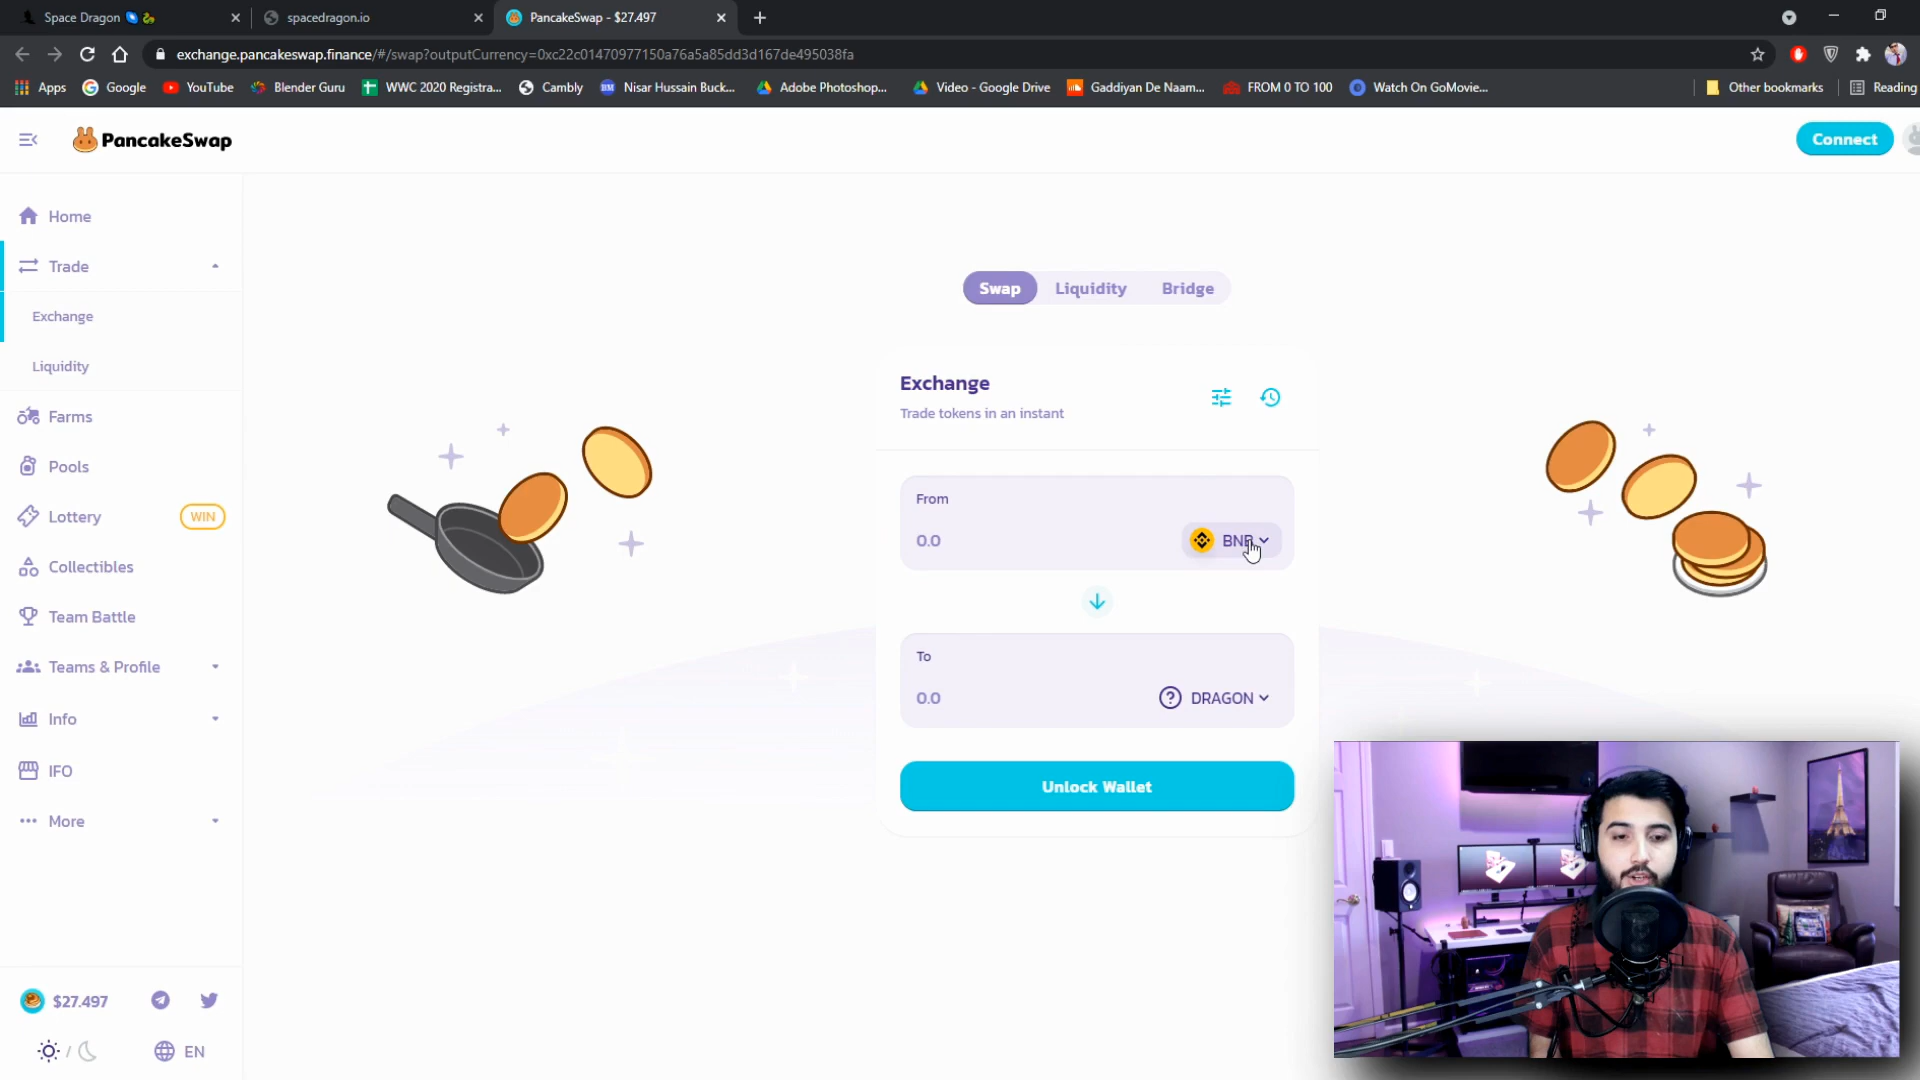 Space Dragon
spacedragon.io
PancakeSwap - $27.497
exchange.pancakeswap.finance/#/swap?outputCurrency=0xc22c01470977150a76a5a85dd3d167de495038fa
Apps
Google
YouTube
Blender Guru
WWC 2020 Registra...
Cambly
Nisar Hussain Buck...
Adobe Photoshop...
Video - Google Drive
Gaddiyan De Naam...
FROM 0 TO 100
Watch On GoMovie...
Other bookmarks
Reading
PancakeSwap
Connect
Home
Trade
Exchange
Liquidity
Farms
Pools
Lottery
WIN
Collectibles
Team Battle
Teams & Profile
Info
IFO
More
$27.497
/
EN
Swap
Liquidity
Bridge
Exchange
Trade tokens in an instant
From
0.0
BNB
To
0.0
DRAGON
Unlock Wallet